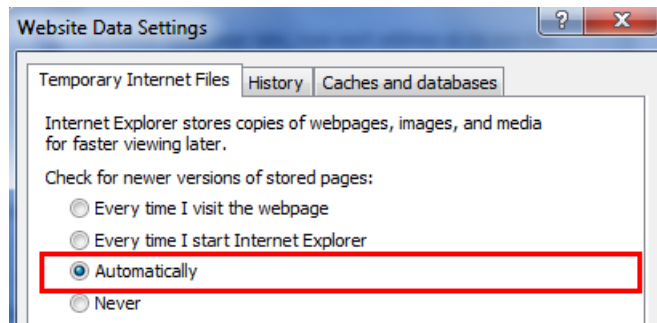 Website Data Settings
?
X
Temporary Internet Files History Caches and databases
Internet Explorer stores copies of webpages, images, and media
for faster viewing later.
Check for newer versions of stored pages:
Every time I visit the webpage
Every time I start Internet Explorer
Automatically
Never